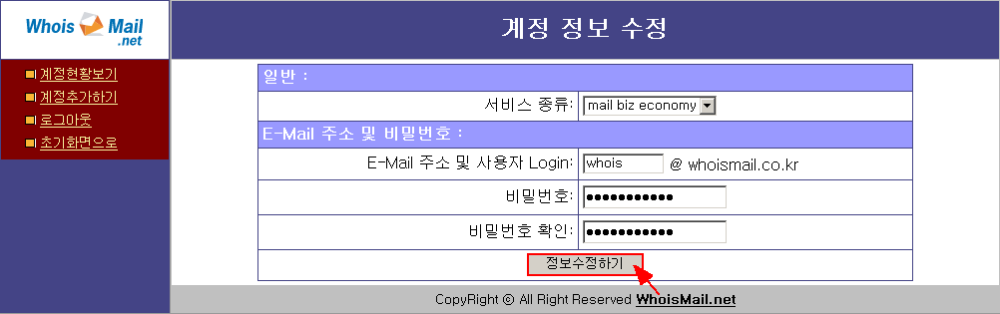 Whois Mail
.net
계정 정보 수정
계정현황보기
계정추가하기
로그아웃
초기화면으로
일반 :
서비스 종류: mail biz economy
E-Mail 주소 및 비밀번호 :
E-Mail 주소 및 사용자 Login: whois @ whoismail.co.kr
비밀번호: ●●●●●●●●●●●
비밀번호 확인: ●●●●●●●●●●●
정보수정하기
CopyRight ⓒ All Right Reserved WhoisMail.net